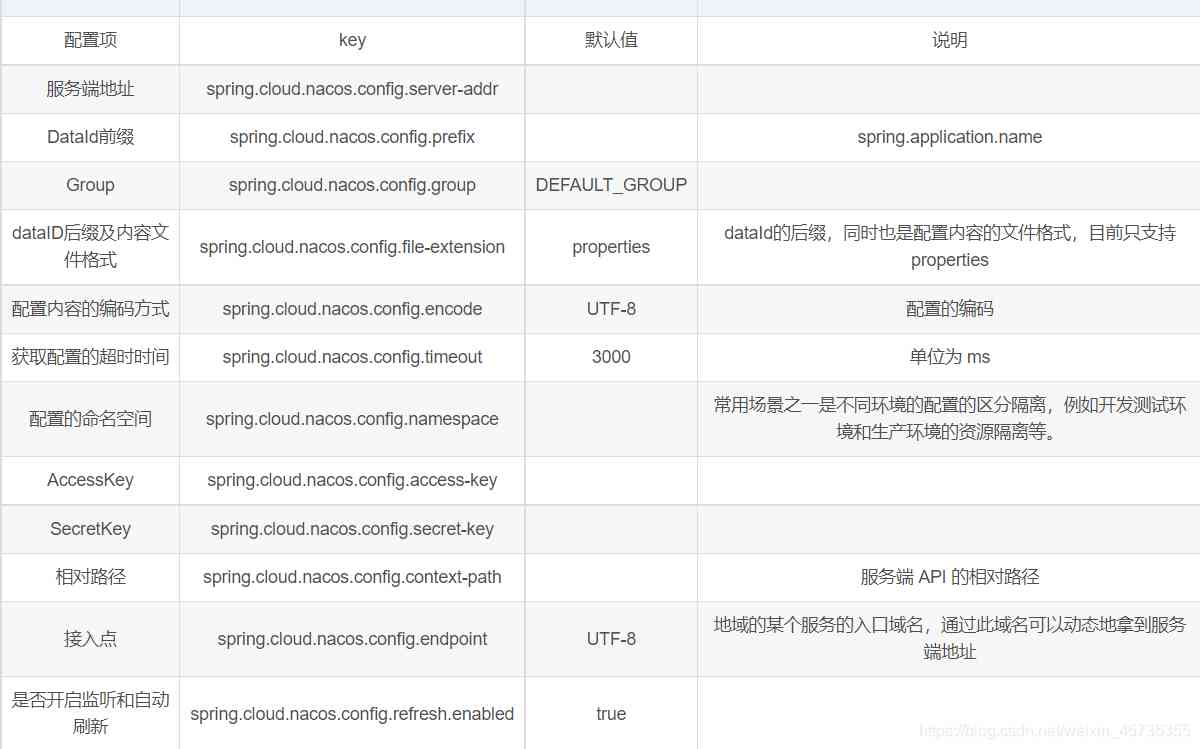 配置项 key 默认值 说明
服务端地址 spring.cloud.nacos.config.server-addr
DataId前缀 spring.cloud.nacos.config.prefix spring.application.name
Group spring.cloud.nacos.config.group DEFAULT_GROUP
dataID后缀及内容文
件格式
spring.cloud.nacos.config.file-extension properties
dataId的后缀，同时也是配置内容的文件格式，目前只支持
properties
配置内容的编码方式 spring.cloud.nacos.config.encode UTF-8 配置的编码
获取配置的超时时间 spring.cloud.nacos.config.timeout 3000 单位为 ms
配置的命名空间 spring.cloud.nacos.config.namespace
常用场景之一是不同环境的配置的区分隔离，例如开发测试环
境和生产环境的资源隔离等。
AccessKey spring.cloud.nacos.config.access-key
SecretKey spring.cloud.nacos.config.secret-key
相对路径 spring.cloud.nacos.config.context-path 服务端 API 的相对路径
接入点 spring.cloud.nacos.config.endpoint UTF-8
地域的某个服务的入口域名，通过此域名可以动态地拿到服务
端地址
是否开启监听和自动
刷新
spring.cloud.nacos.config.refresh.enabled true
https://blog.csdn.net/weixin_45735355